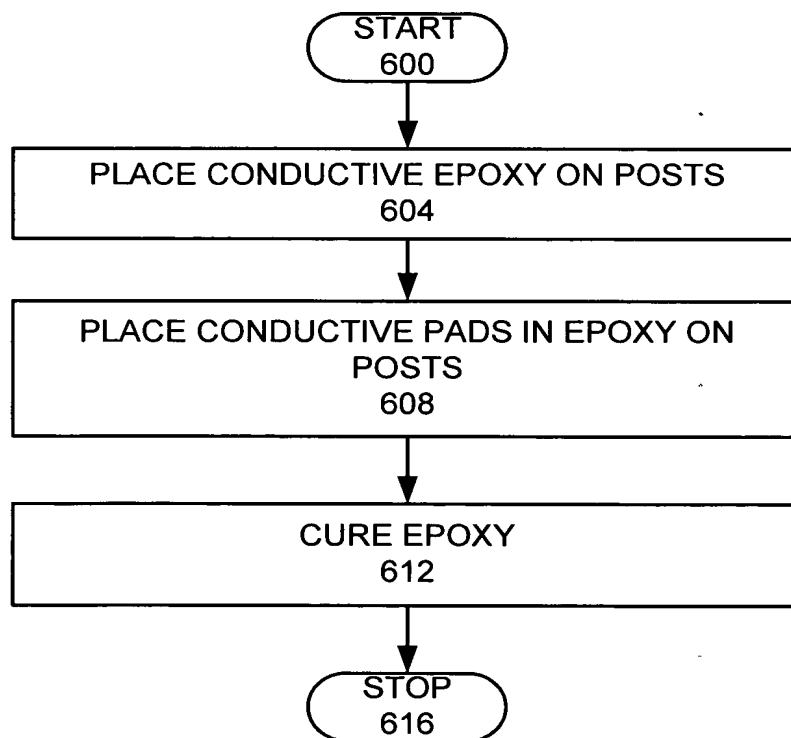 START
600
PLACE CONDUCTIVE EPOXY ON POSTS
604
PLACE CONDUCTIVE PADS IN EPOXY ON
POSTS
608
CURE EPOXY
612
STOP
616